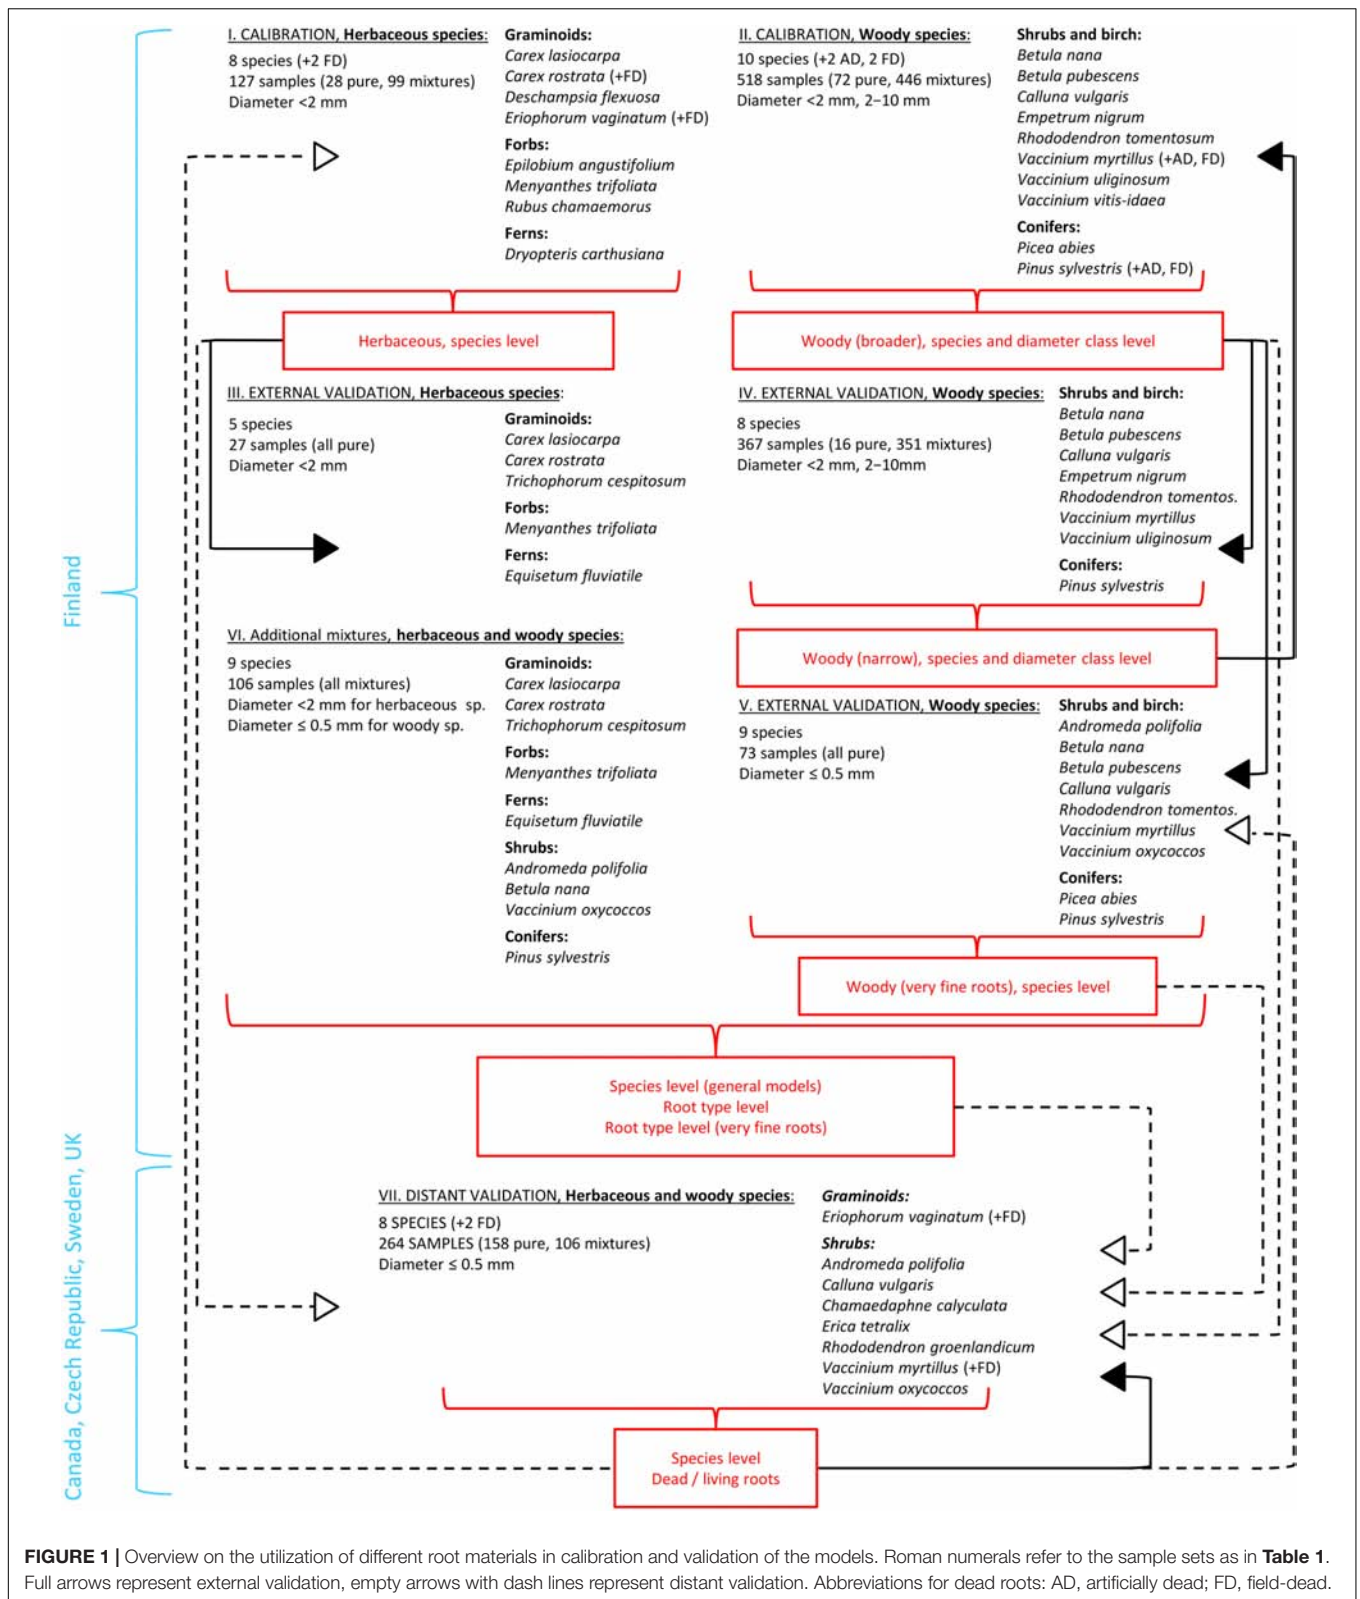 Finland
Canada, Czech Republic, Sweden, UK
I. CALIBRATION, Herbaceous species:
8 species (+2 FD)
127 samples (28 pure, 99 mixtures)
Diameter <2 mm
Graminoids:
Carex lasiocarpa
Carex rostrata (+FD)
Deschampsia flexuosa
Eriophorum vaginatum (+FD)
Forbs:
Epilobium angustifolium
Menyanthes trifoliata
Rubus chamaemorus
Ferns:
Dryopteris carthusiana
II. CALIBRATION, Woody species:
10 species (+2 AD, 2 FD)
518 samples (72 pure, 446 mixtures)
Diameter <2 mm, 2–10 mm
Shrubs and birch:
Betula nana
Betula pubescens
Calluna vulgaris
Empetrum nigrum
Rhododendron tomentosum
Vaccinium myrtillus (+AD, FD)
Vaccinium uliginosum
Vaccinium vitis-idaea
Conifers:
Picea abies
Pinus sylvestris (+AD, FD)
Herbaceous, species level
Woody (broader), species and diameter class level
III. EXTERNAL VALIDATION, Herbaceous species:
5 species
27 samples (all pure)
Diameter <2 mm
Graminoids:
Carex lasiocarpa
Carex rostrata
Trichophorum cespitosum
Forbs:
Menyanthes trifoliata
Ferns:
Equisetum fluviatile
IV. EXTERNAL VALIDATION, Woody species:
8 species
367 samples (16 pure, 351 mixtures)
Diameter <2 mm, 2–10mm
Shrubs and birch:
Betula nana
Betula pubescens
Calluna vulgaris
Empetrum nigrum
Rhododendron tomentos.
Vaccinium myrtillus
Vaccinium uliginosum
Conifers:
Pinus sylvestris
Woody (narrow), species and diameter class level
VI. Additional mixtures, herbaceous and woody species:
9 species
106 samples (all mixtures)
Diameter <2 mm for herbaceous sp.
Diameter ≤ 0.5 mm for woody sp.
Graminoids:
Carex lasiocarpa
Carex rostrata
Trichophorum cespitosum
Forbs:
Menyanthes trifoliata
Ferns:
Equisetum fluviatile
Shrubs:
Andromeda polifolia
Betula nana
Vaccinium oxycoccos
Conifers:
Pinus sylvestris
V. EXTERNAL VALIDATION, Woody species:
9 species
73 samples (all pure)
Diameter ≤ 0.5 mm
Shrubs and birch:
Andromeda polifolia
Betula nana
Betula pubescens
Calluna vulgaris
Rhododendron tomentos.
Vaccinium myrtillus
Vaccinium oxycoccos
Conifers:
Picea abies
Pinus sylvestris
Woody (very fine roots), species level
Species level (general models)
Root type level
Root type level (very fine roots)
VII. DISTANT VALIDATION, Herbaceous and woody species:
8 SPECIES (+2 FD)
264 SAMPLES (158 pure, 106 mixtures)
Diameter ≤ 0.5 mm
Graminoids:
Eriophorum vaginatum (+FD)
Shrubs:
Andromeda polifolia
Calluna vulgaris
Chamaedaphne calyculata
Erica tetralix
Rhododendron groenlandicum
Vaccinium myrtillus (+FD)
Vaccinium oxycoccos
Species level
Dead / living roots
FIGURE 1 | Overview on the utilization of different root materials in calibration and validation of the models. Roman numerals refer to the sample sets as in Table 1.
Full arrows represent external validation, empty arrows with dash lines represent distant validation. Abbreviations for dead roots: AD, artificially dead; FD, field-dead.